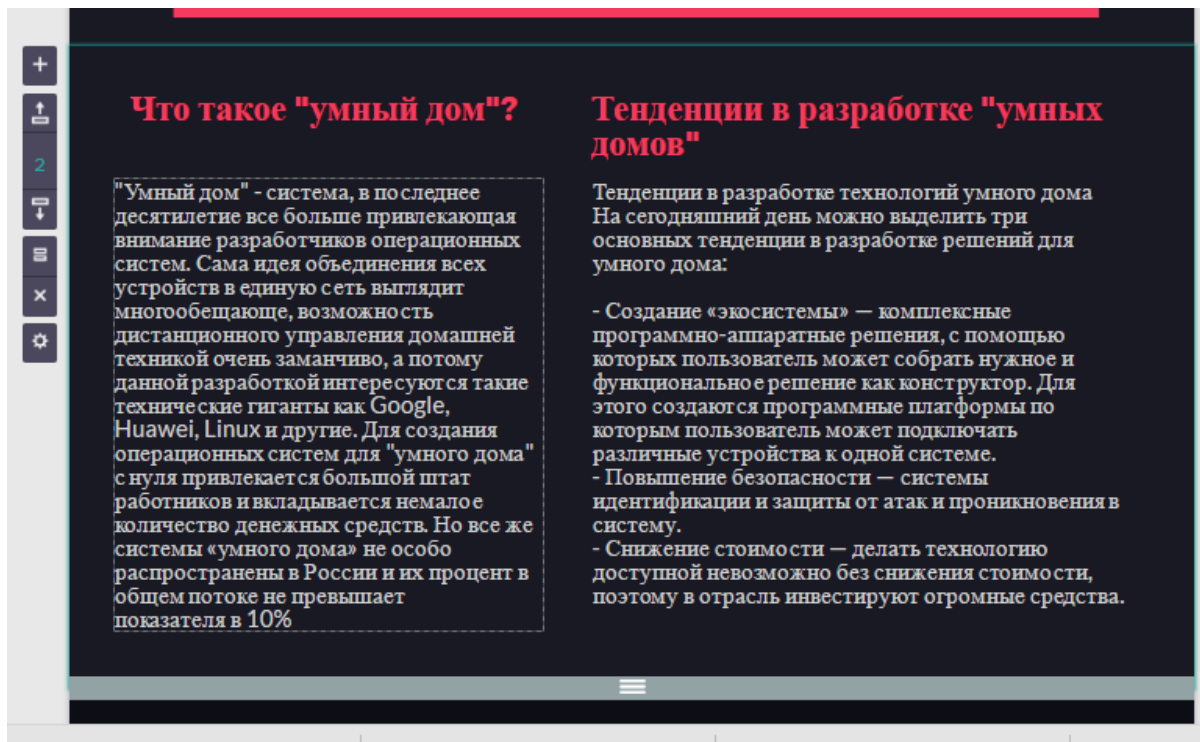 2
Что такое "умный дом"?
"Умный дом" - система, в последнее
десятилетие все больше привлекающая
внимание разработчиков операционных
систем. Сама идея объединения всех
устройств в единую сеть выглядит
многообещающе, возможность
дистанционного управления домашней
техникой очень заманчиво, а потому
данной разработкой интересуются такие
технические гиганты как Google,
Huawei, Linux и другие. Для создания
операционных систем для "умного дома"
с нуля привлекается большой штат
работников и вкладывается немалое
количество денежных средств. Но все же
системы «умного дома» не особо
распространены в России и их процент в
общем потоке не превышает
показателя в 10%
Тенденции в разработке "умных
домов"
Тенденции в разработке технологий умного дома
На сегодняшний день можно выделить три
основных тенденции в разработке решений для
умного дома:
- Создание «экосистемы» — комплексные
программно-аппаратные решения, с помощью
которых пользователь может собрать нужное и
функциональное решение как конструктор. Для
этого создаются программные платформы по
которым пользователь может подключать
различные устройства к одной системе.
- Повышение безопасности — системы
идентификации и защиты от атак и проникновения в
систему.
- Снижение стоимости — делать технологию
доступной невозможно без снижения стоимости,
поэтому в отрасль инвестируют огромные средства.